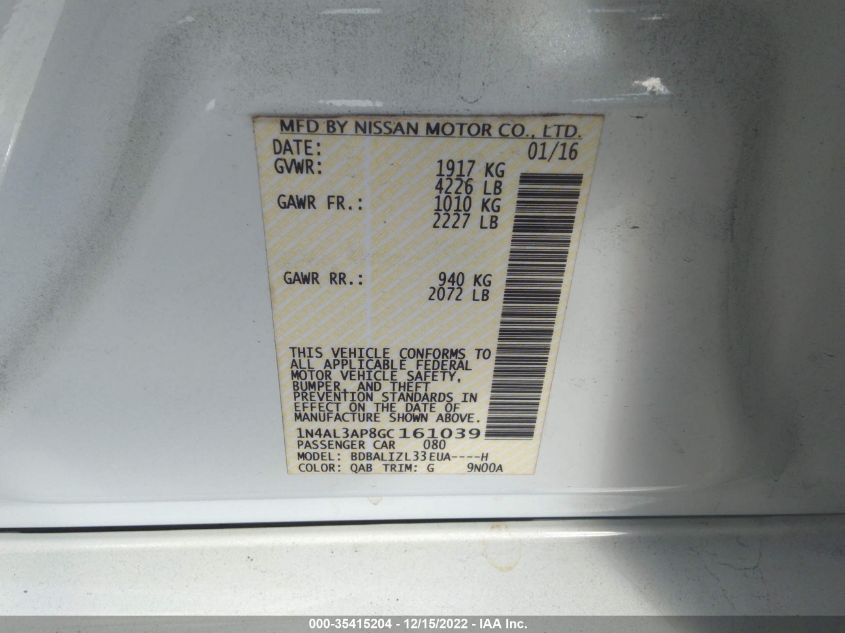 MFD BY NISSAN MOTOR CO., LTD.
DATE: 01/16
GVWR: 1917 KG
4226 LB
GAWR FR.: 1010 KG
2227 LB
GAWR RR.: 940 KG
2072 LB
THIS VEHICLE CONFORMS TO
ALL APPLICABLE FEDERAL
MOTOR VEHICLE SAFETY,
BUMPER, AND THEFT
PREVENTION STANDARDS IN
EFFECT ON THE DATE OF
MANUFACTURE SHOWN ABOVE.
1N4AL3AP8GC161039
PASSENGER CAR 080
MODEL: BDBALIZL33EUA----H
COLOR: QAB TRIM: G 9N00A
000-35415204 - 12/15/2022 - IAA Inc.